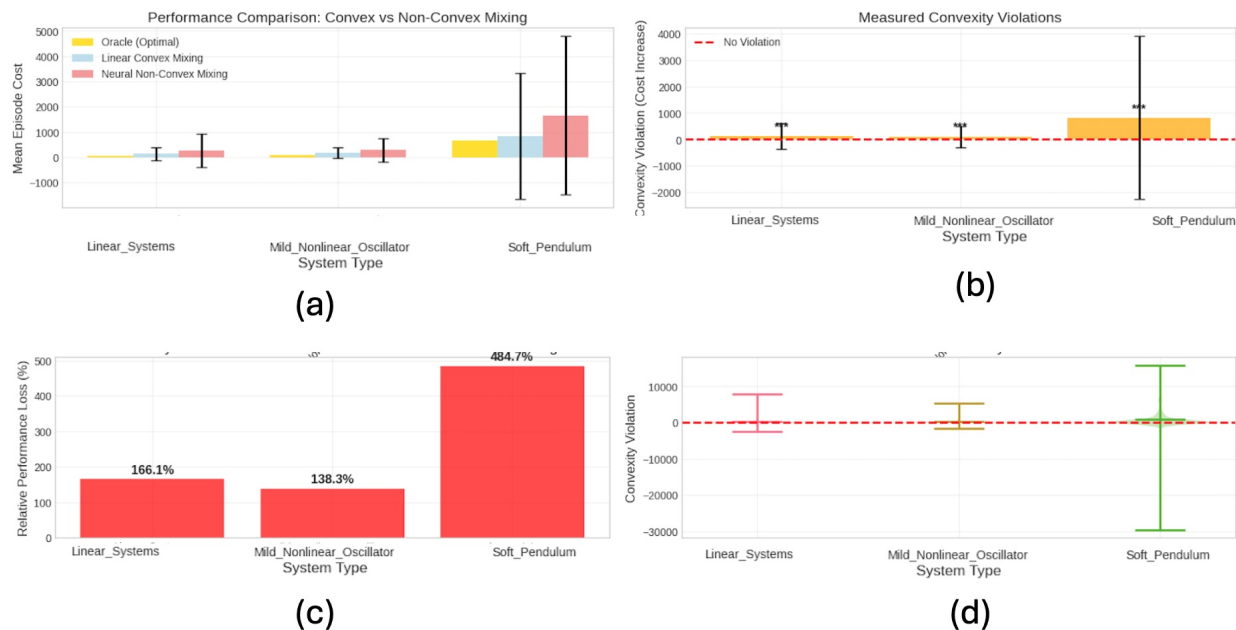 Performance Comparison: Convex vs Non-Convex Mixing
Mean Episode Cost
5000
4000
3000
2000
1000
0
−1000
Oracle (Optimal)
Linear Convex Mixing
Neural Non-Convex Mixing
Linear_Systems
Mild_Nonlinear_Oscillator
Soft_Pendulum
System Type
(a)
Measured Convexity Violations
Convexity Violation (Cost Increase)
4000
3000
2000
1000
0
−1000
−2000
No Violation
***
***
***
Linear_Systems
Mild_Nonlinear_Oscillator
Soft_Pendulum
System Type
(b)
Relative Performance Loss (%)
500
400
300
200
100
0
166.1%
138.3%
484.7%
Linear_Systems
Mild_Nonlinear_Oscillator
Soft_Pendulum
System Type
(c)
Convexity Violation
10000
0
−10000
−20000
−30000
Linear_Systems
Mild_Nonlinear_Oscillator
Soft_Pendulum
System Type
(d)